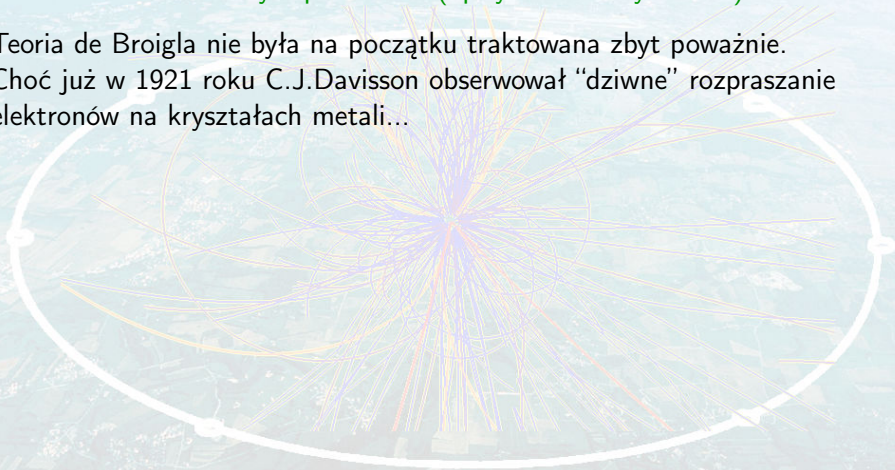 Teoria de Broigla nie była na początku traktowana zbyt poważnie.
Choć już w 1921 roku C.J.Davisson obserwował “dziwne” rozpraszanie
elektronów na kryształach metali...